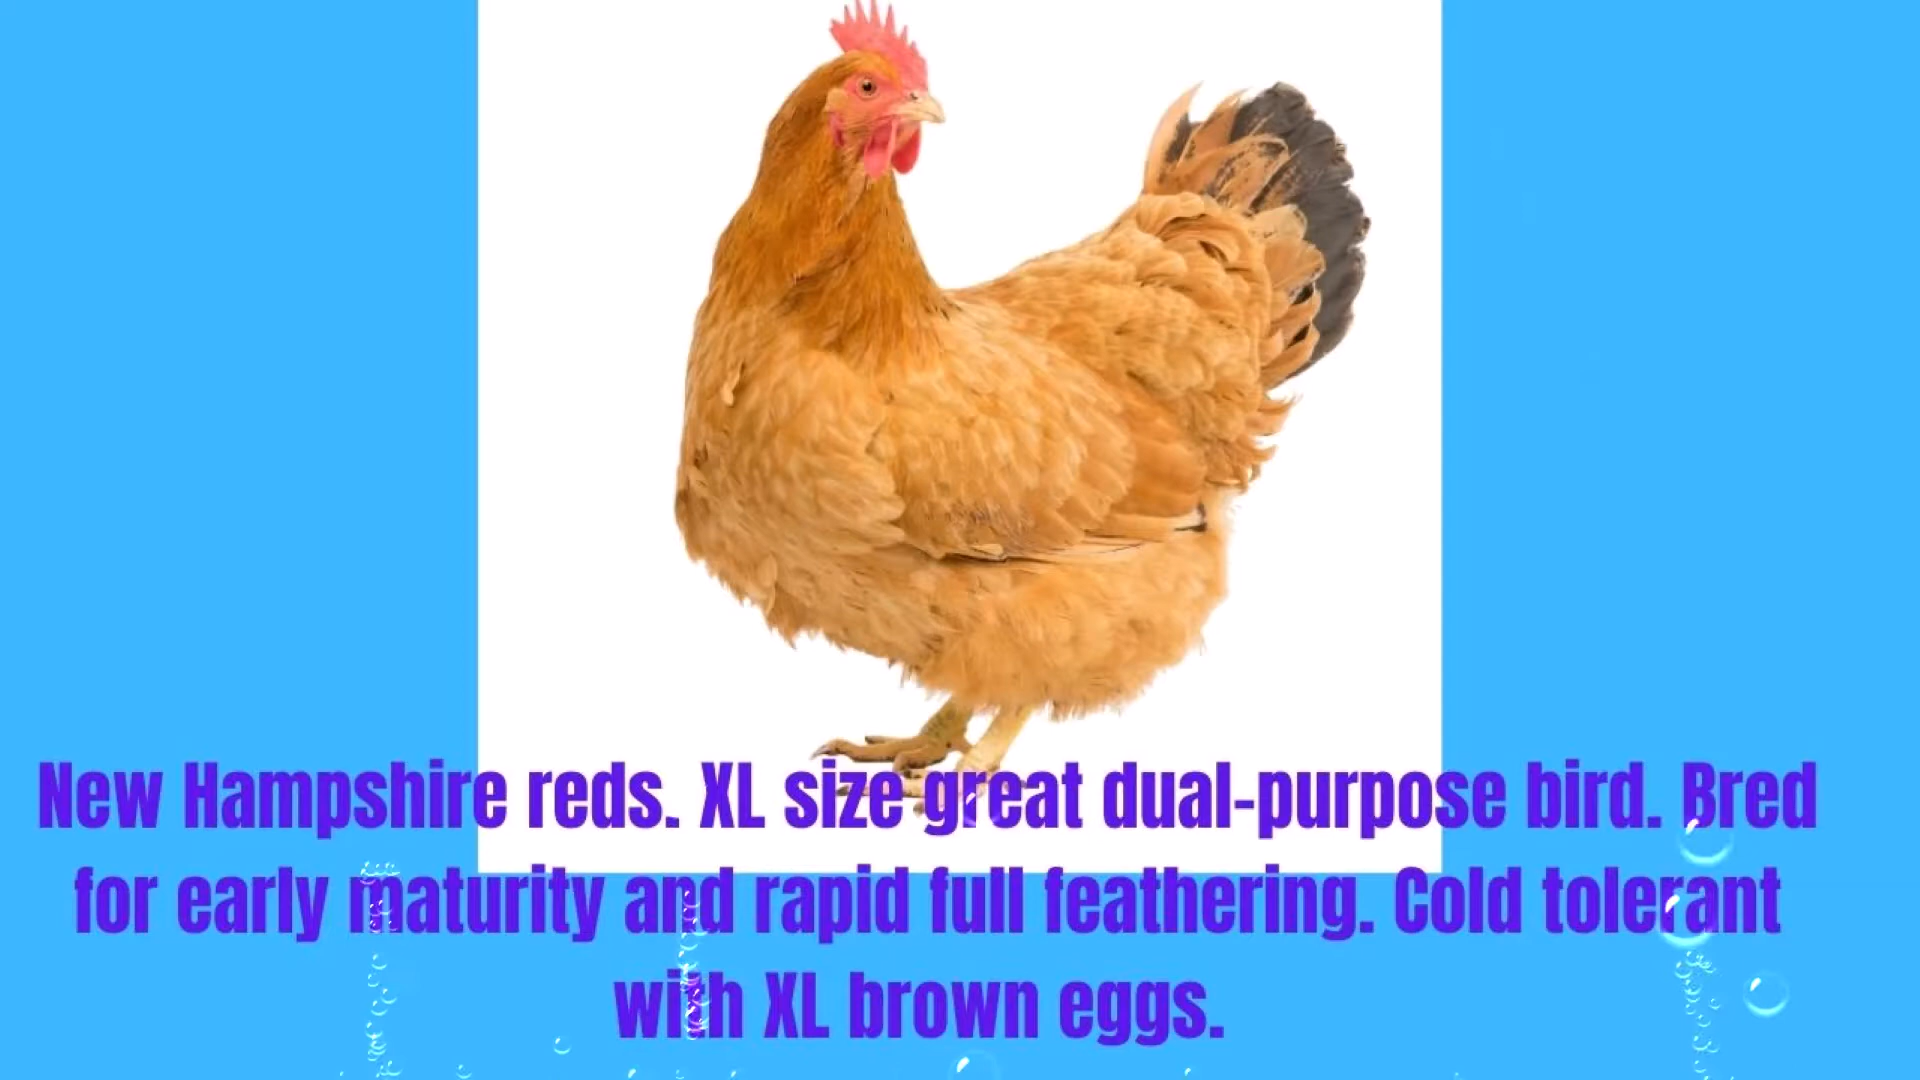 New Hampshire reds. XL size great dual-purpose bird. Bred
for early maturity and rapid full feathering. Cold tolerant
with XL brown eggs.